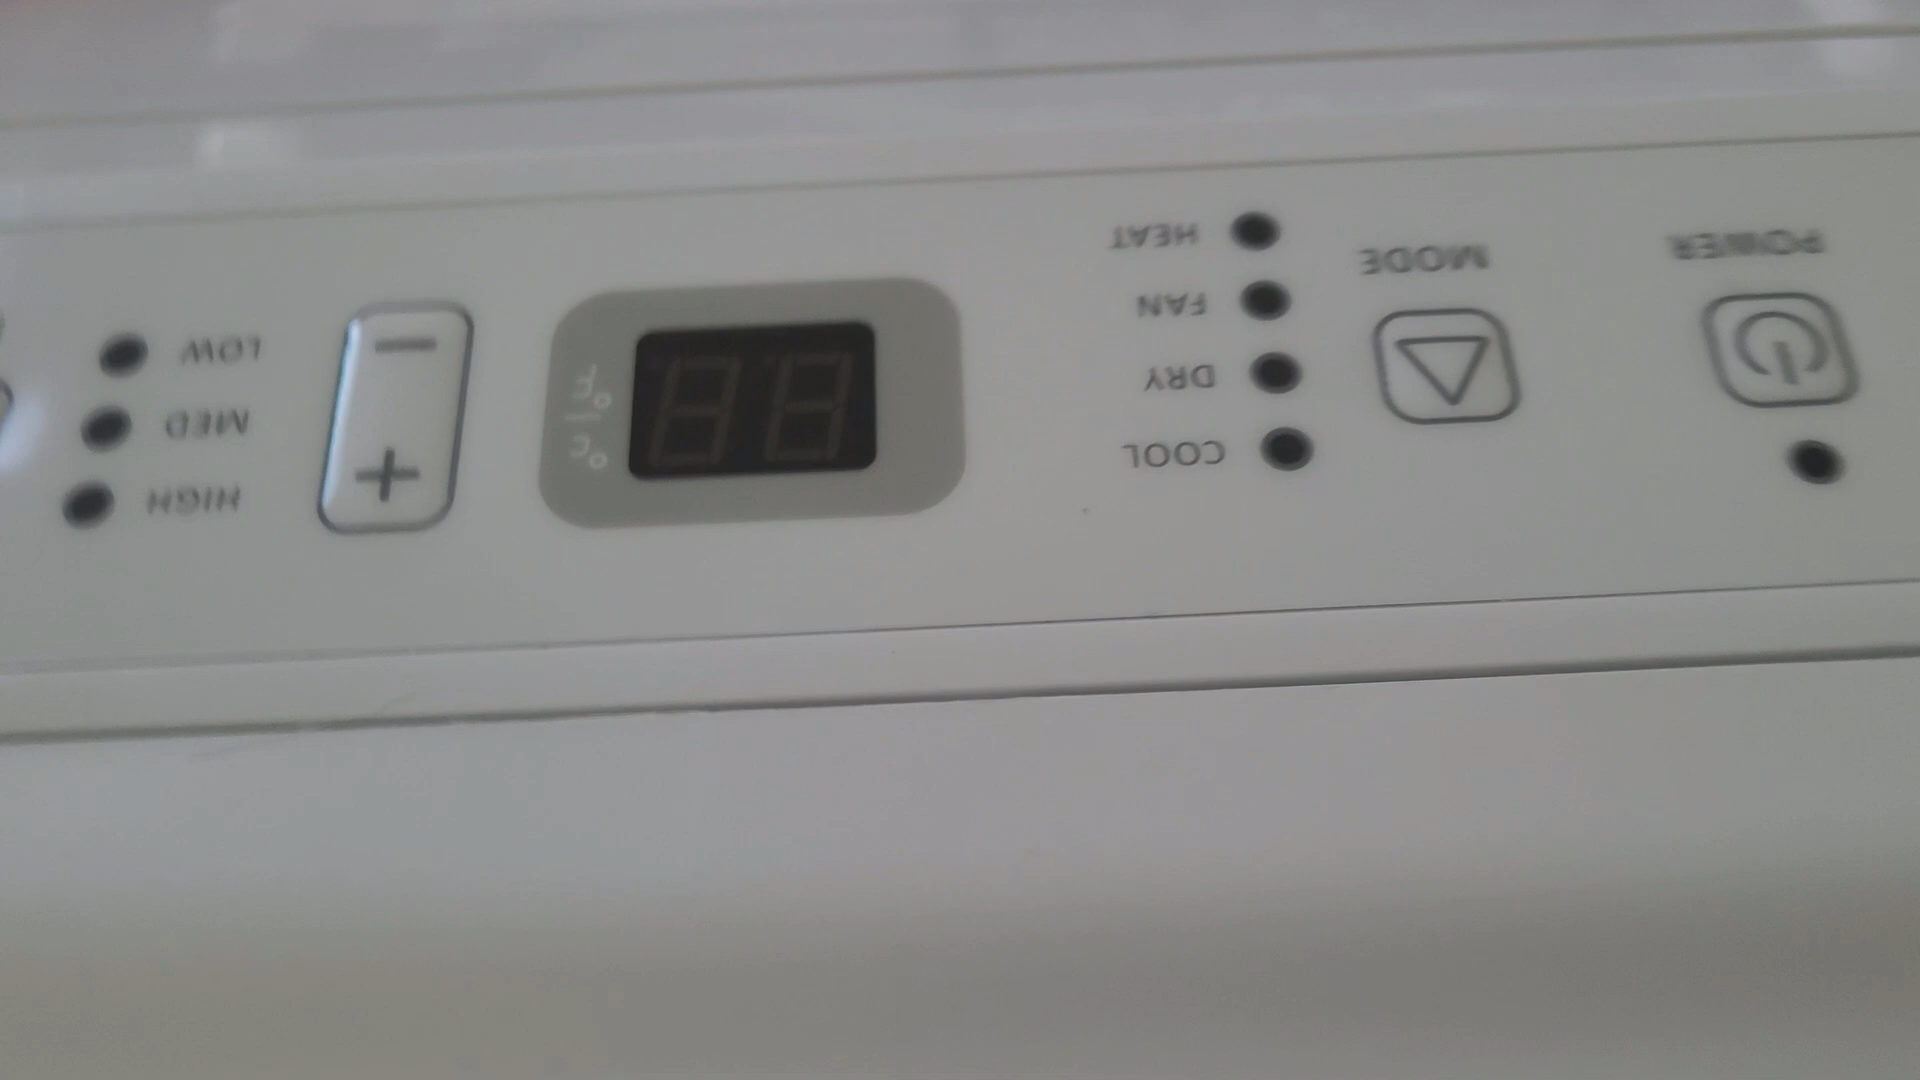 POWER
MODE
COOL
DRY
FAN
HEAT
°C
°F
+
-
HIGH
MED
LOW